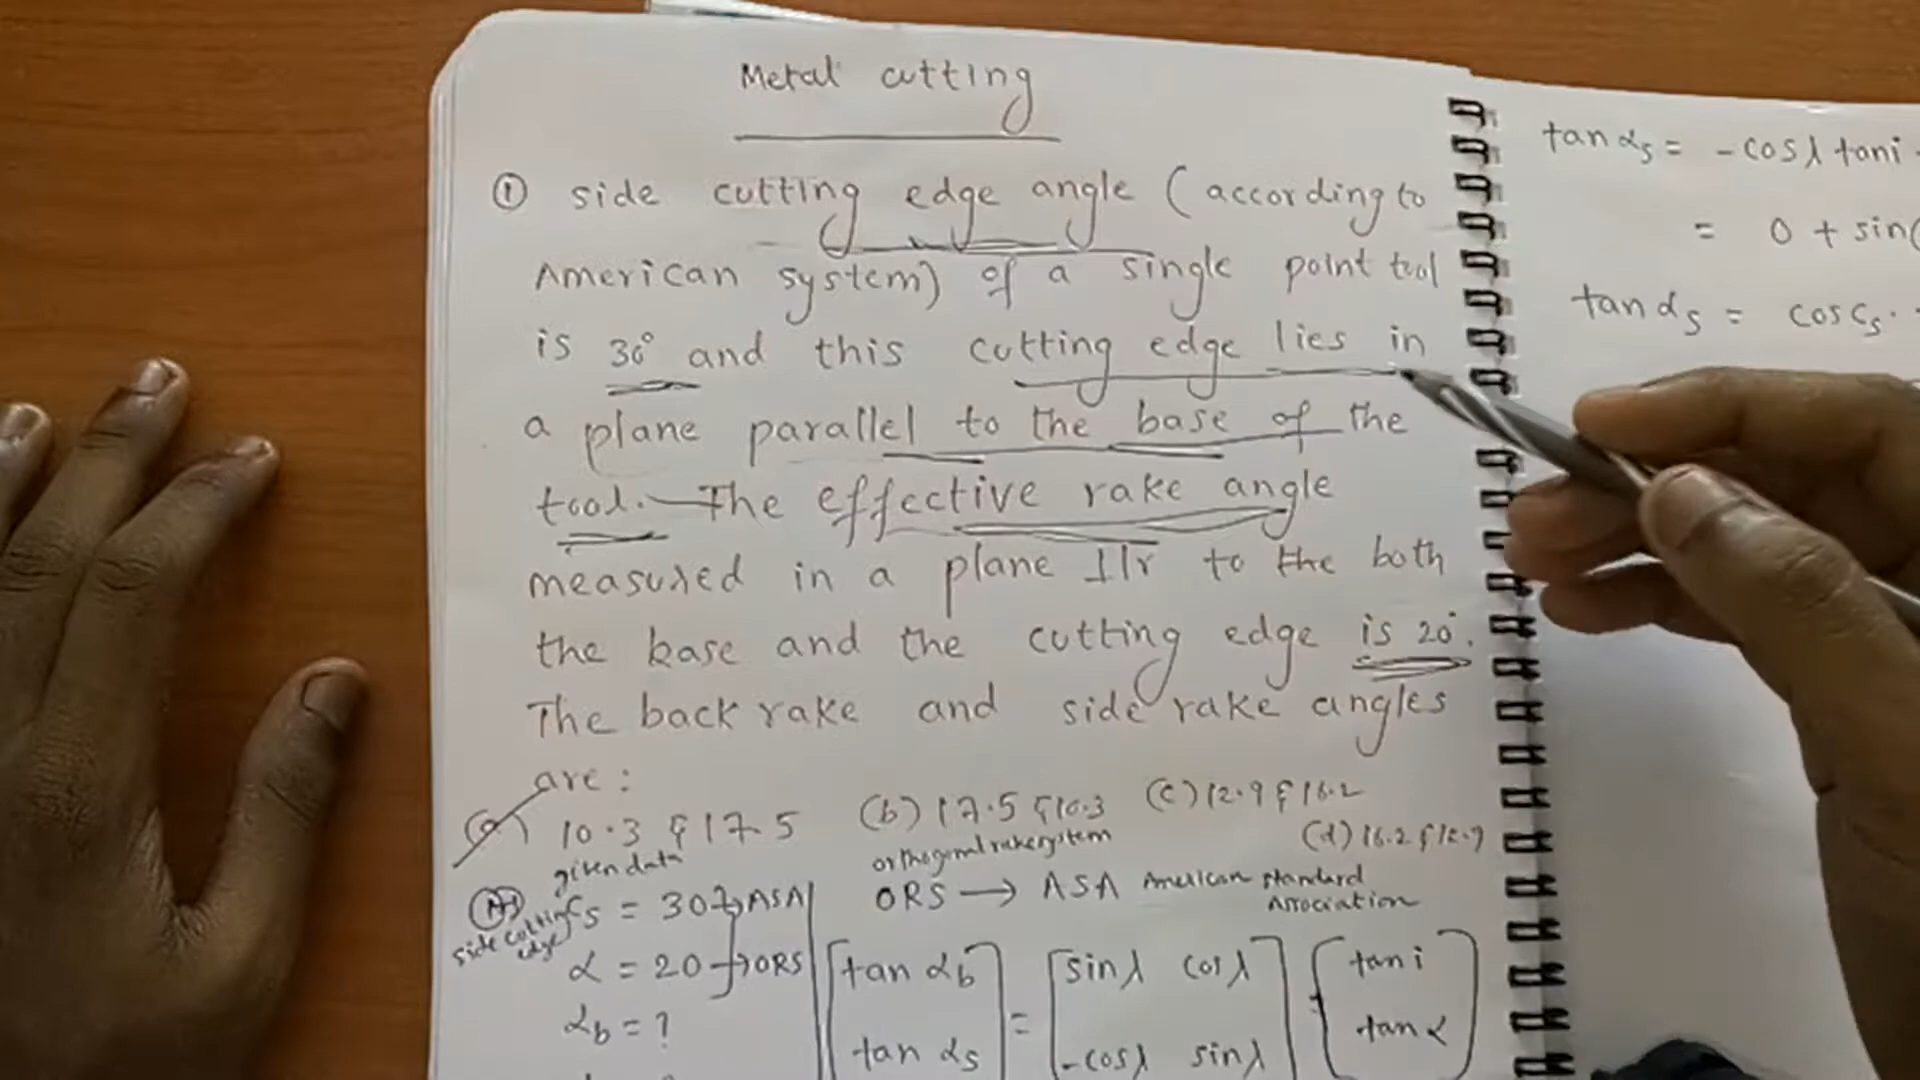 Metal cutting
① side cutting edge angle (according to
American system) of a single point tool
is 30° and this cutting edge lies in
a plane parallel to the base of the
tool. The effective rake angle
measured in a plane ⊥lr to the both
the base and the cutting edge is 20°.
The back rake and side rake angles
are:
(a) 10.3 & 17.5 (b) 17.5 & 10.3 (c) 12.9 & 16.2
(d) 16.2 & 12.9
given data
orthogonal rake system
ORS → ASA American standard
Association
Cs = 30 → ASA
side cutting
edge
α = 20 → ORS
αb = ?
[tan αb] = [sinλ cosλ] [tan i]
[tan αs] [-cosλ sinλ] [tan α]
tan αs = -cosλ tan i
= 0 + sin(
tan αs = cos Cs.